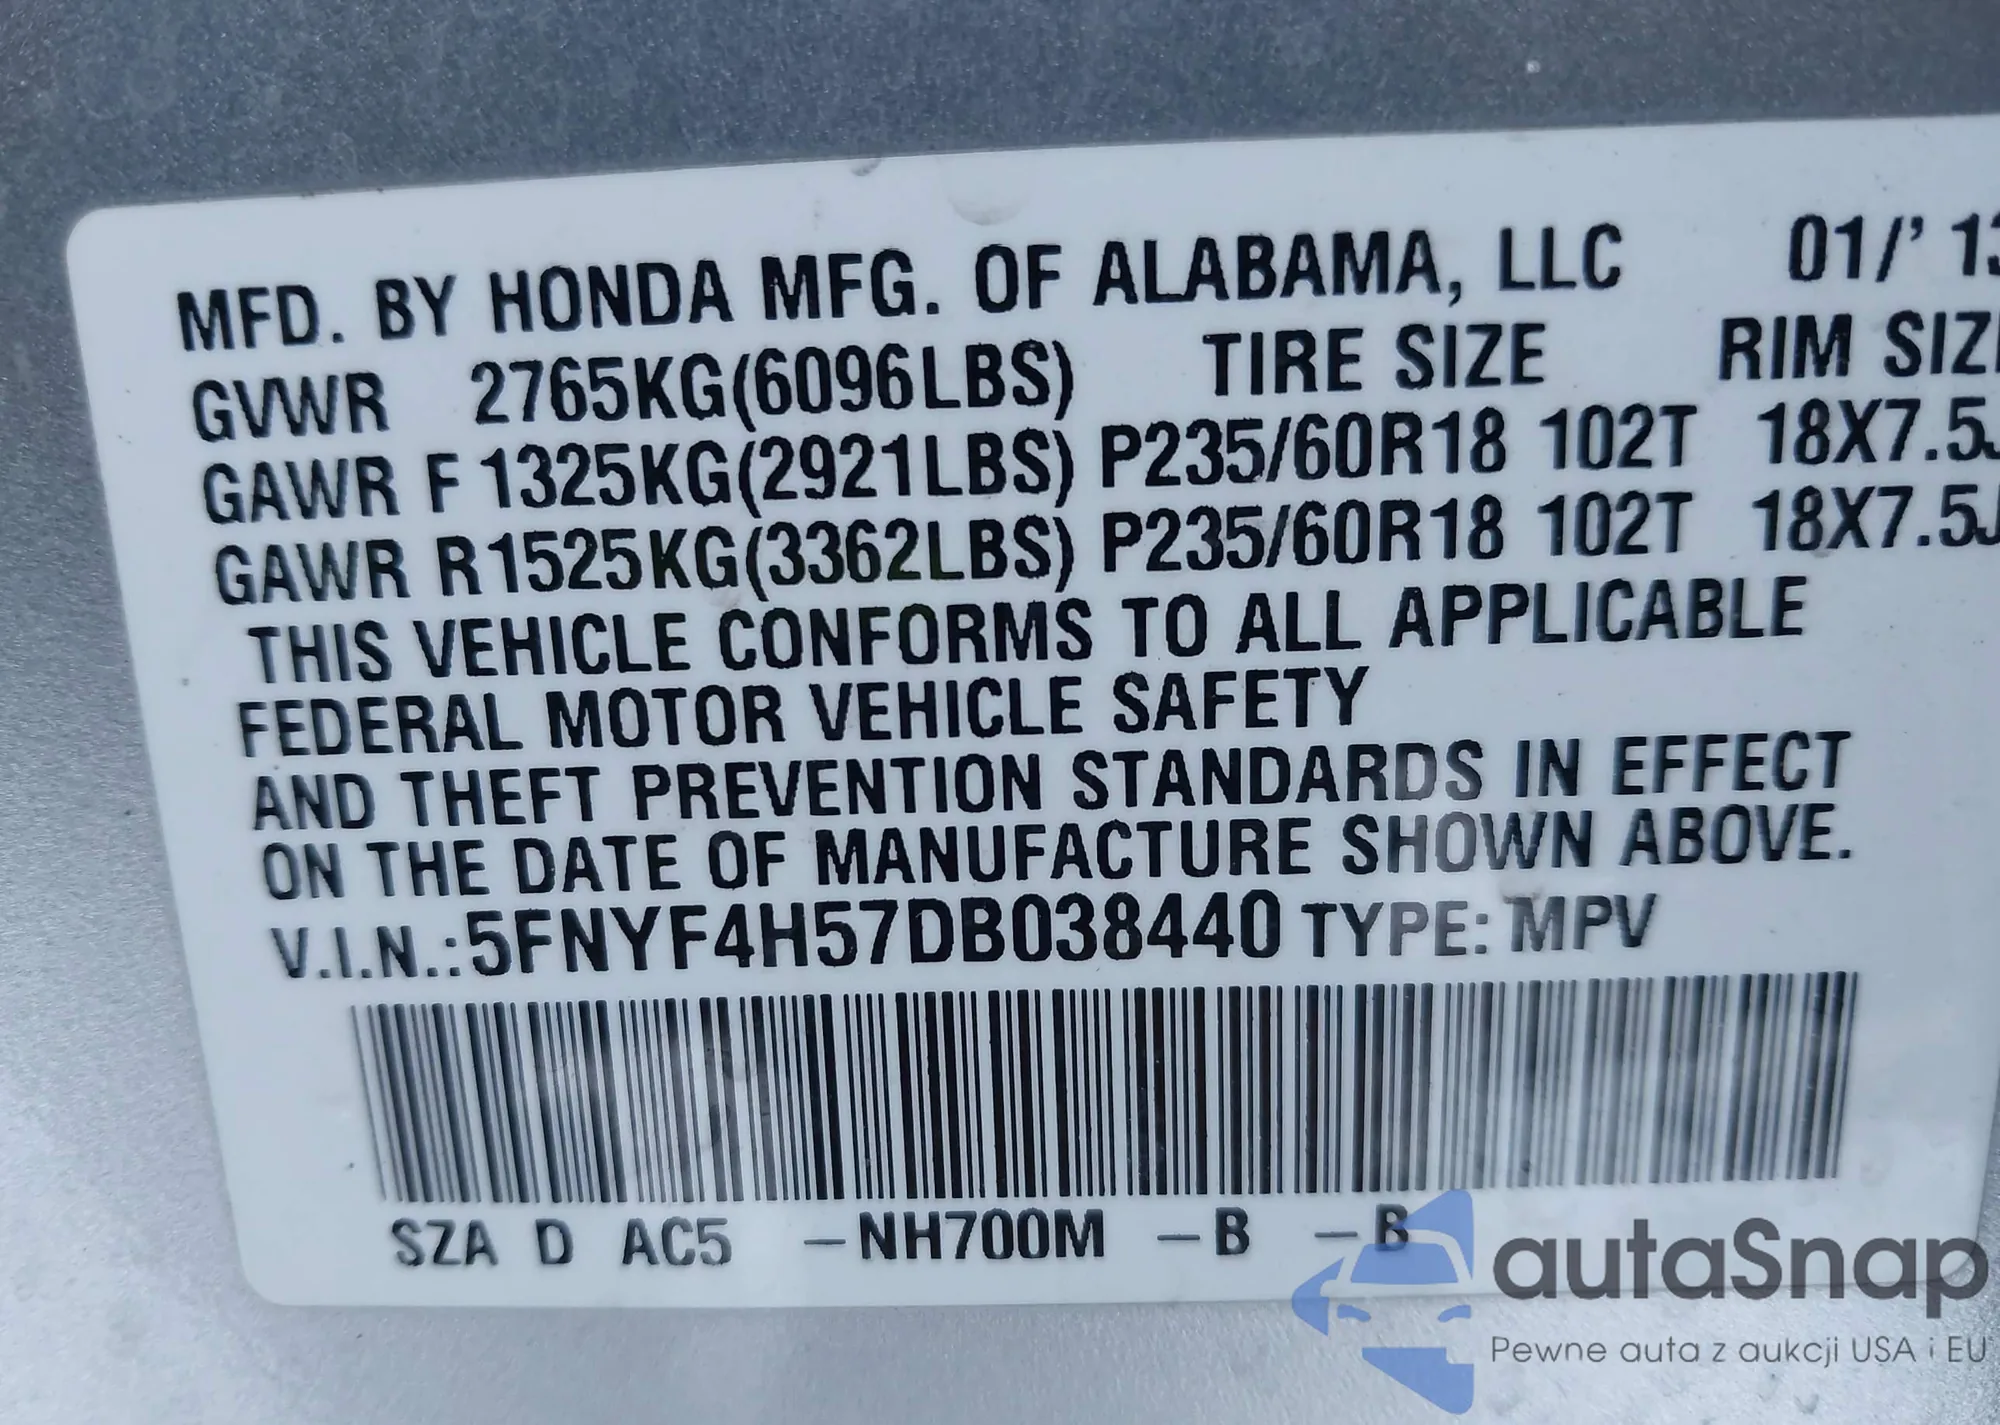 MFD. BY HONDA MFG. OF ALABAMA, LLC 01/'13
GVWR 2765KG(6096LBS) TIRE SIZE RIM SIZE
GAWR F 1325KG(2921LBS) P235/60R18 102T 18X7.5J
GAWR R 1525KG(3362LBS) P235/60R18 102T 18X7.5J
THIS VEHICLE CONFORMS TO ALL APPLICABLE
FEDERAL MOTOR VEHICLE SAFETY
AND THEFT PREVENTION STANDARDS IN EFFECT
ON THE DATE OF MANUFACTURE SHOWN ABOVE.
V.I.N.:5FNYF4H57DB038440 TYPE: MPV
SZA D AC5 –NH700M –B –B
autaSnap
Pewne auta z aukcji USA i EU